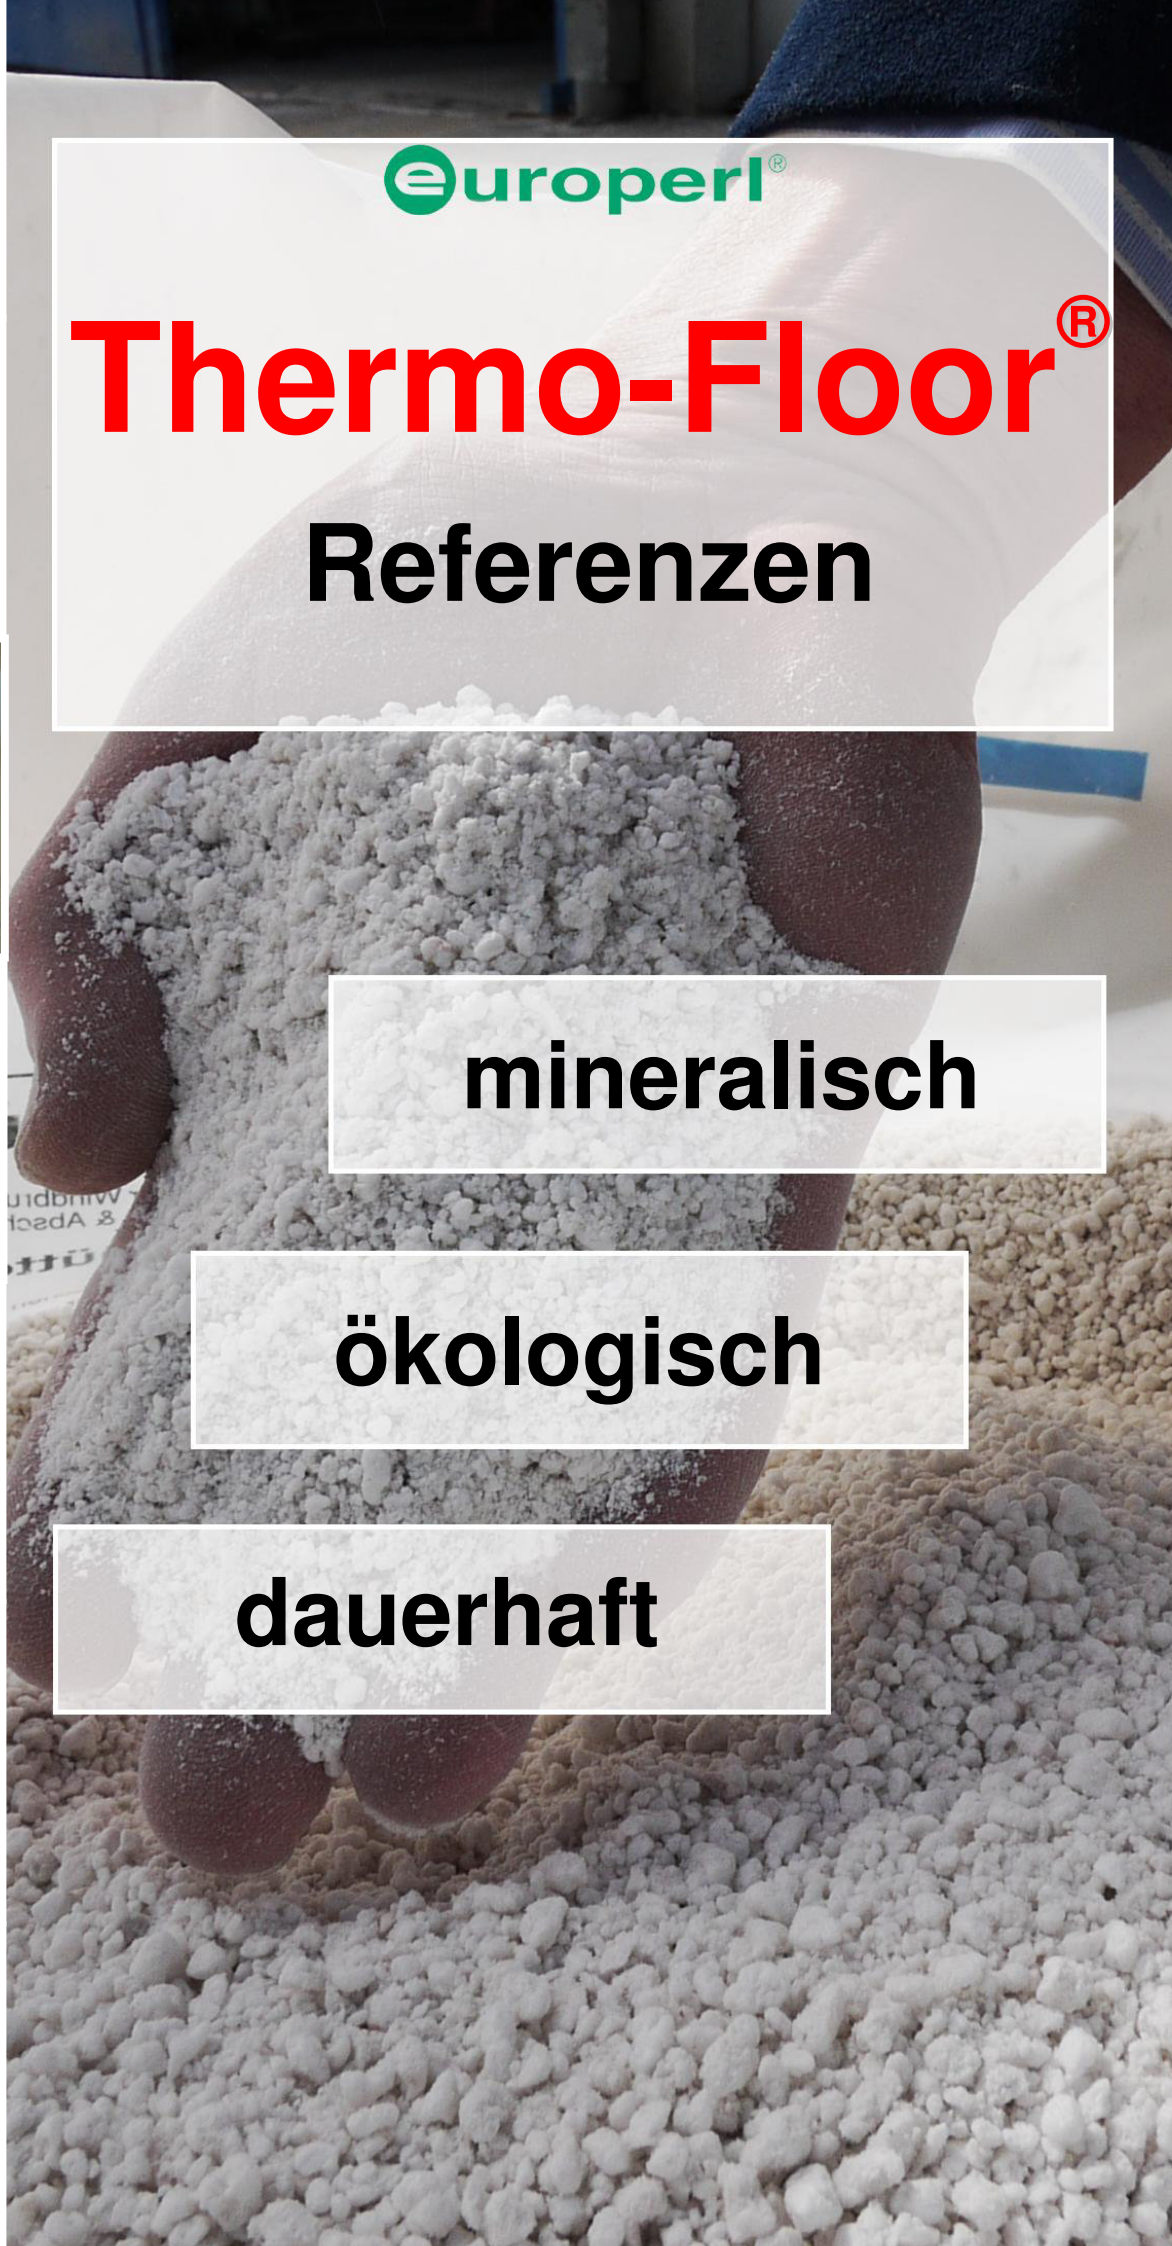 europerl®
Thermo-Floor®
Referenzen
mineralisch
ökologisch
dauerhaft